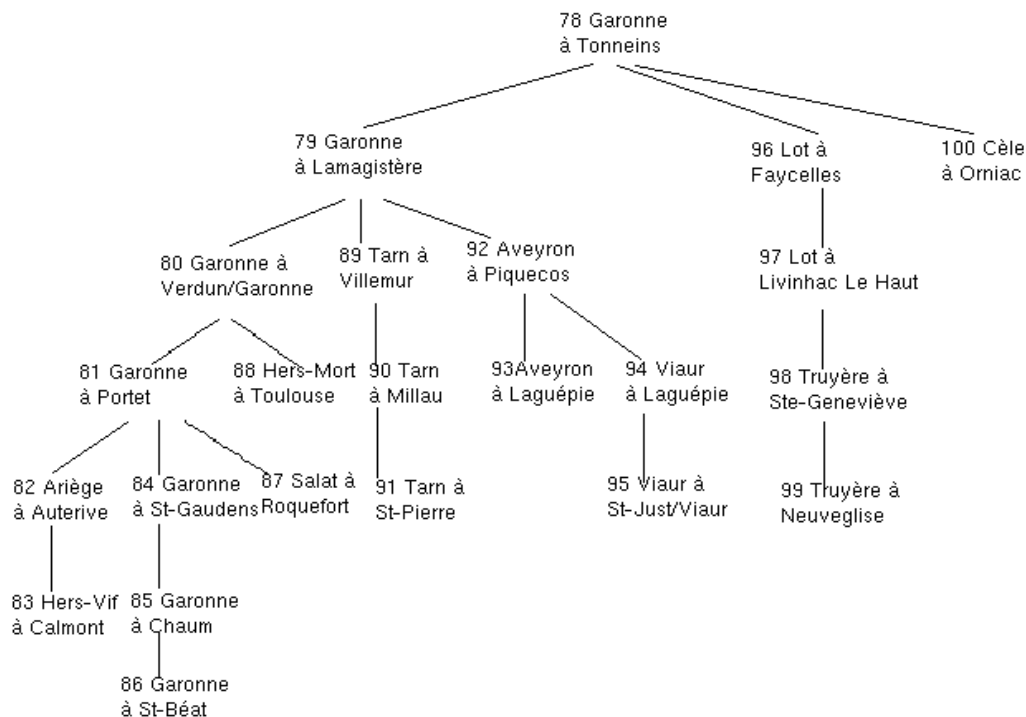 78 Garonne
à Tonneins
79 Garonne
à Lamagistère
96 Lot à
Faycelles
100 Cèle
à Orniac
80 Garonne à
Verdun/Garonne
89 Tarn à
Villemur
92 Aveyron
à Piquecos
97 Lot à
Livinhac Le Haut
81 Garonne
à Portet
88 Hers-Mort
à Toulouse
90 Tarn
à Millau
93Aveyron
à Laguépie
94 Viaur
à Laguépie
98 Truyère à
Ste-Geneviève
82 Ariège
à Auterive
84 Garonne
à St-Gaudens
87 Salat à
Roquefort
91 Tarn à
St-Pierre
95 Viaur à
St-Just/Viaur
99 Truyère à
Neuveglise
83 Hers-Vif
à Calmont
85 Garonne
à Chaum
86 Garonne
à St-Béat